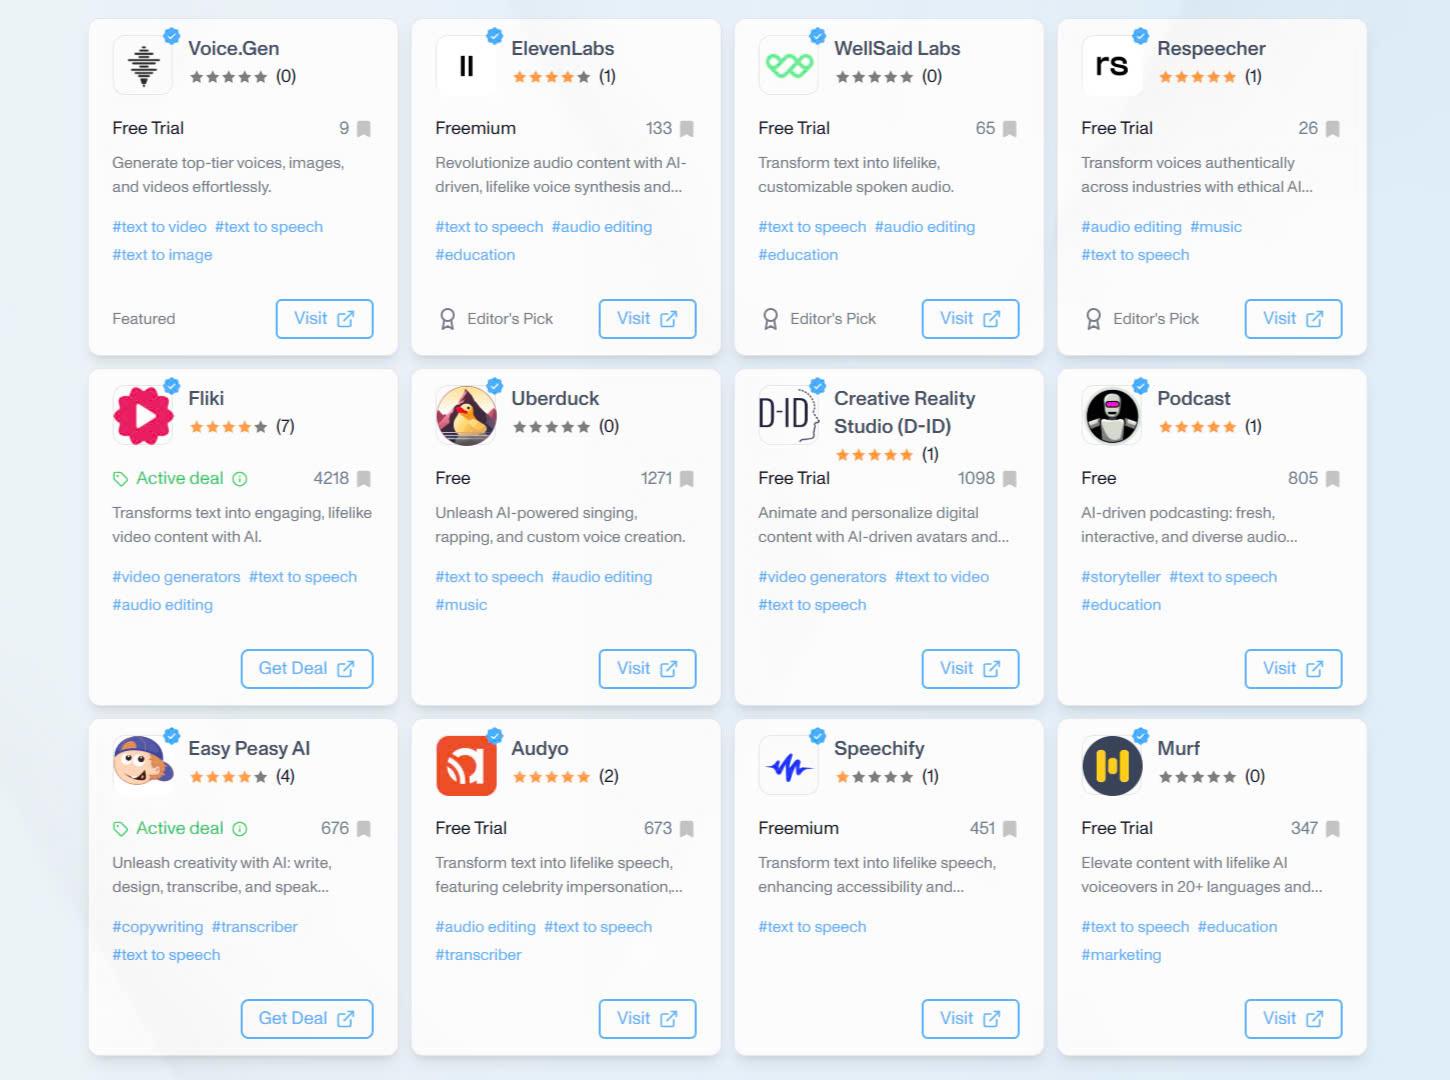 Voice.Gen
(0)
Free Trial
9
Generate top-tier voices, images,
and videos effortlessly.
#text to video #text to speech
#text to image
Featured
Visit
ElevenLabs
(1)
Freemium
133
Revolutionize audio content with AI-
driven, lifelike voice synthesis and...
#text to speech #audio editing
#education
Editor's Pick
Visit
WellSaid Labs
(0)
Free Trial
65
Transform text into lifelike,
customizable spoken audio.
#text to speech #audio editing
#education
Editor's Pick
Visit
rs
Respeecher
(1)
Free Trial
26
Transform voices authentically
across industries with ethical AI...
#audio editing #music
#text to speech
Editor's Pick
Visit
Fliki
(7)
Active deal
4218
Transforms text into engaging, lifelike
video content with AI.
#video generators #text to speech
#audio editing
Get Deal
Uberduck
(0)
Free
1271
Unleash AI-powered singing,
rapping, and custom voice creation.
#text to speech #audio editing
#music
Visit
D-ID
Creative Reality
Studio (D-ID)
(1)
Free Trial
1098
Animate and personalize digital
content with AI-driven avatars and...
#video generators #text to video
#text to speech
Visit
Podcast
(1)
Free
805
AI-driven podcasting: fresh,
interactive, and diverse audio...
#storyteller #text to speech
#education
Visit
Easy Peasy AI
(4)
Active deal
676
Unleash creativity with AI: write,
design, transcribe, and speak...
#copywriting #transcriber
#text to speech
Get Deal
Audyo
(2)
Free Trial
673
Transform text into lifelike speech,
featuring celebrity impersonation,...
#audio editing #text to speech
#transcriber
Visit
Speechify
(1)
Freemium
451
Transform text into lifelike speech,
enhancing accessibility and...
#text to speech
Visit
Murf
(0)
Free Trial
347
Elevate content with lifelike AI
voiceovers in 20+ languages and...
#text to speech #education
#marketing
Visit